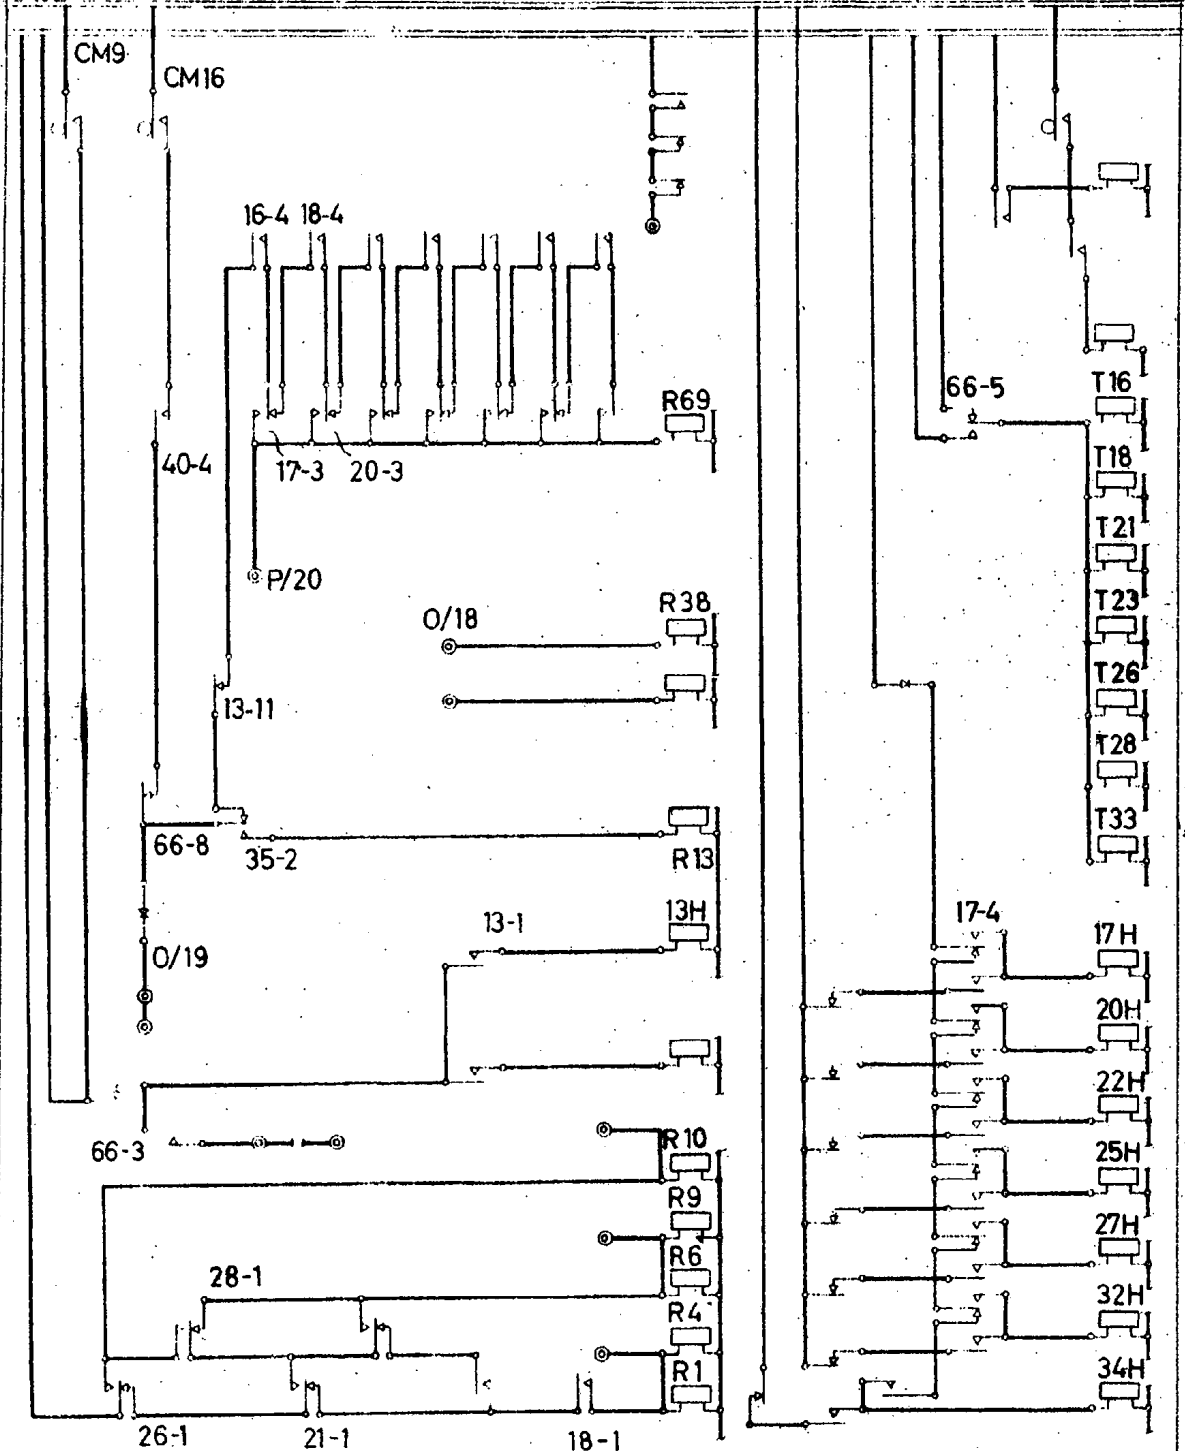 CM9
CM16
16-4 18-4
R69
66-5
T16
40-4
17-3 20-3
T18
T21
P/20
T23
O/18
R38
T26
13-11
T28
T33
66-8
35-2
R13
13H
13-1
17-4
17H
O/19
20H
22H
66-3
R10
25H
R9
27H
28-1
R6
32H
R4
R1
34H
26-1
21-1
18-1